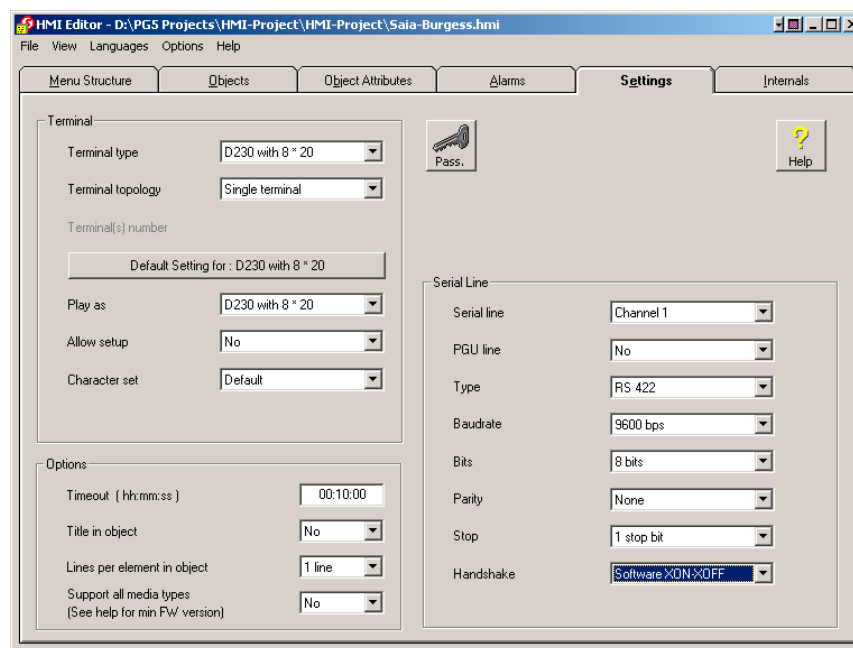 HMI Editor - D:\PG5 Projects\HMI-Project\HMI-Project\Saia-Burgess.hmi
File View Languages Options Help
Menu Structure Objects Object Attributes Alarms Settings Internals
Terminal
Terminal type D230 with 8 * 20
Terminal topology Single terminal
Terminal(s) number
Default Setting for : D230 with 8 * 20
Play as D230 with 8 * 20
Allow setup No
Character set Default
Pass.
Help
Options
Timeout ( hh:mm:ss ) 00:10:00
Title in object No
Lines per element in object 1 line
Support all media types
(See help for min FW version) No
Serial Line
Serial line Channel 1
PGU line No
Type RS 422
Baudrate 9600 bps
Bits 8 bits
Parity None
Stop 1 stop bit
Handshake Software XON-XOFF